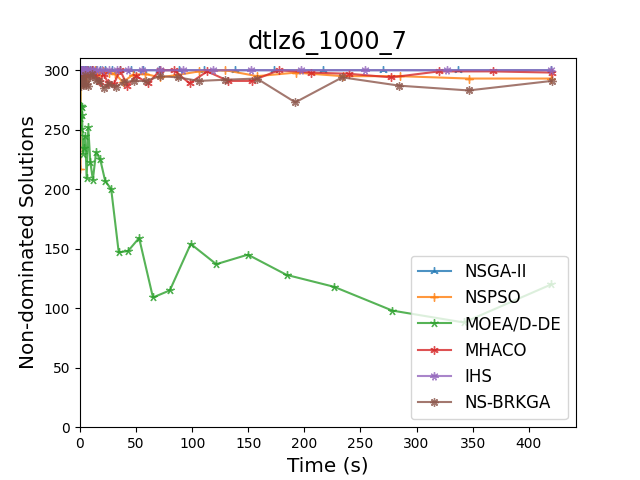 dtlz6_1000_7
Non-dominated Solutions
300
250
200
150
100
50
0
0 50 100 150 200 250 300 350 400
Time (s)
NSGA-II
NSPSO
MOEA/D-DE
MHACO
IHS
NS-BRKGA